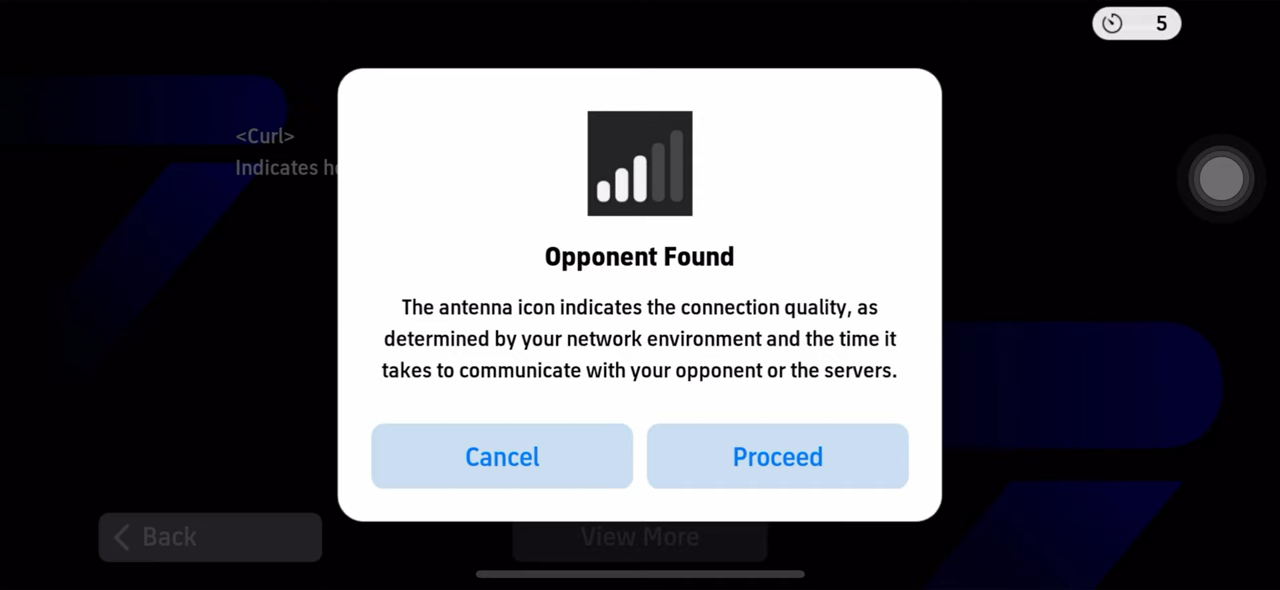 5
<Curl>
Indicates
Opponent Found
The antenna icon indicates the connection quality, as
determined by your network environment and the time it
takes to communicate with your opponent or the servers.
Cancel
Proceed
Back
View More